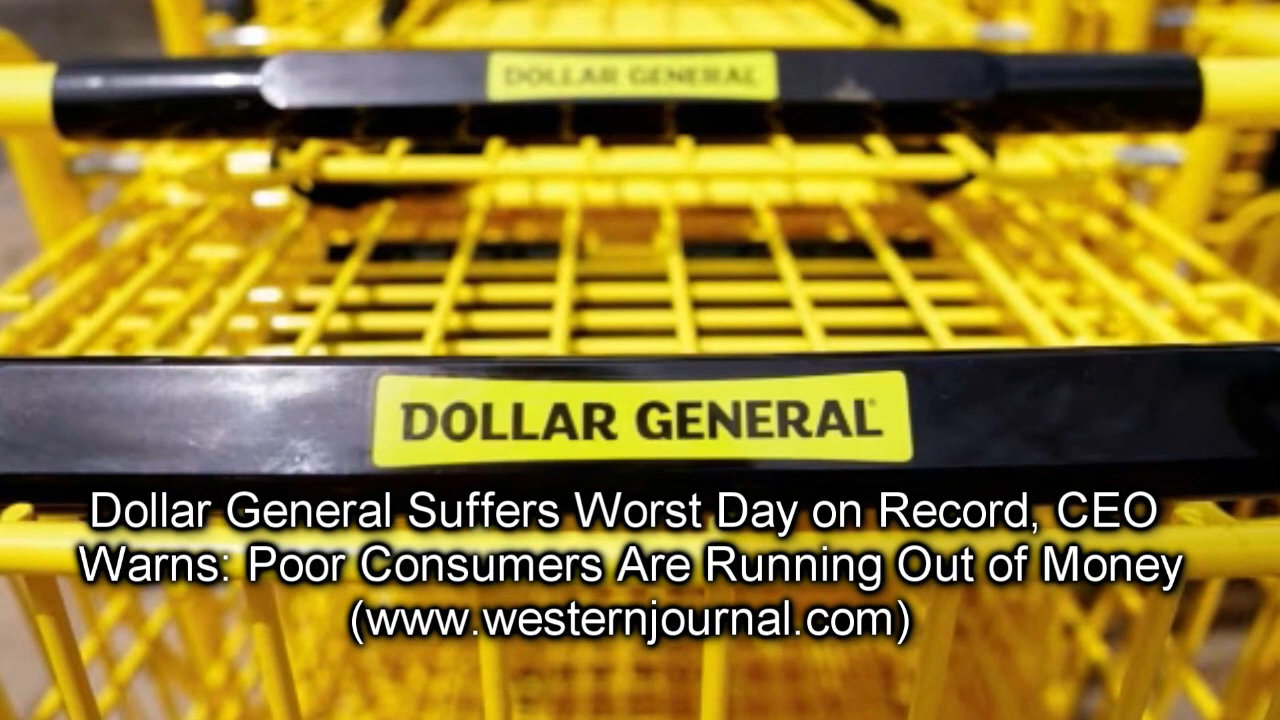 DOLLAR GENERAL
DOLLAR GENERAL
Dollar General Suffers Worst Day on Record, CEO
Warns: Poor Consumers Are Running Out of Money
(www.westernjournal.com)